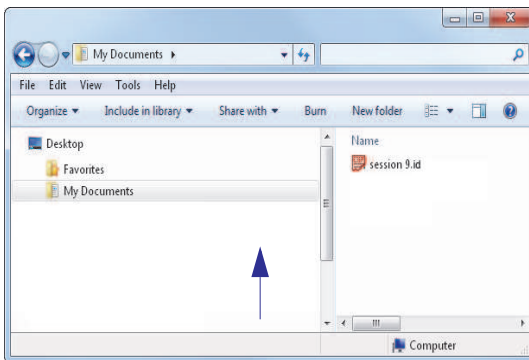 My Documents
File Edit View Tools Help
Organize Include in library Share with Burn New folder
Desktop
Favorites
My Documents
Name
session 9.id
Computer